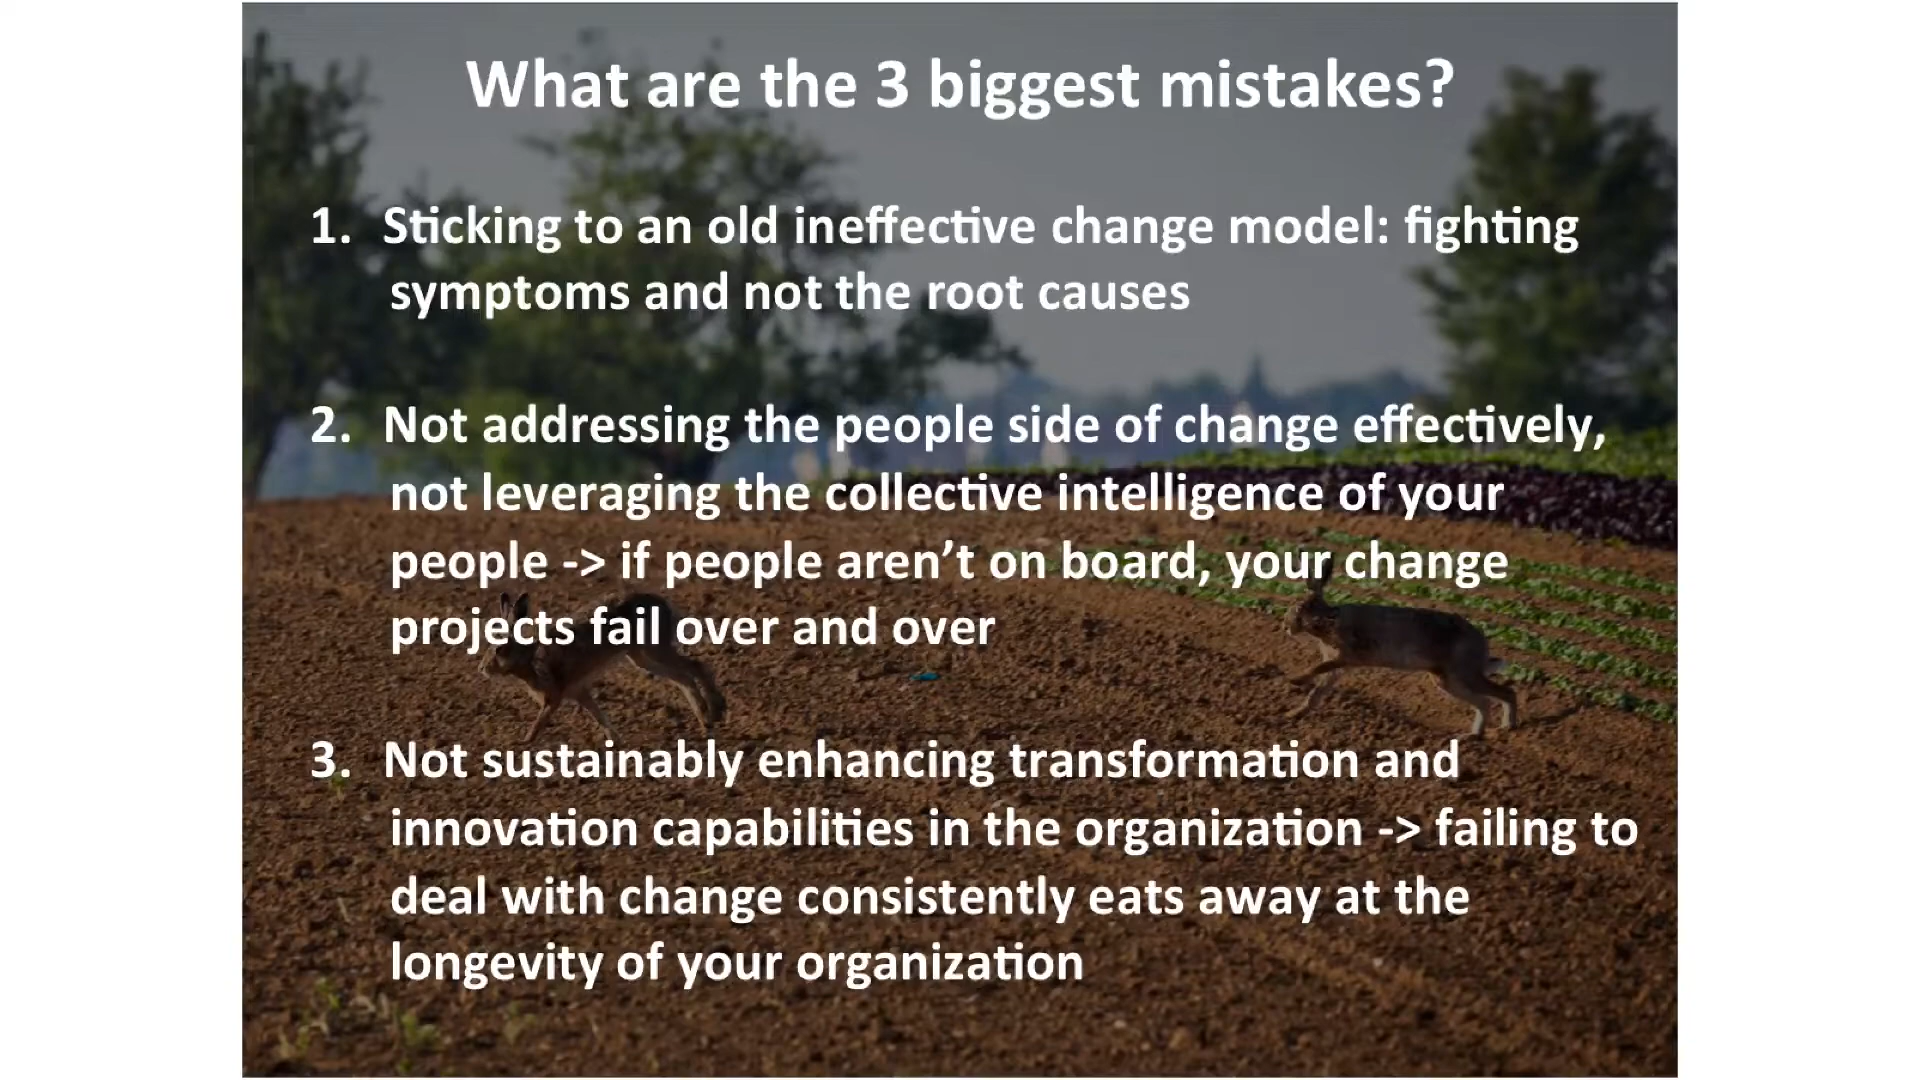 What are the 3 biggest mistakes?
1. Sticking to an old ineffective change model: fighting
symptoms and not the root causes
2. Not addressing the people side of change effectively,
not leveraging the collective intelligence of your
people -> if people aren’t on board, your change
projects fail over and over
3. Not sustainably enhancing transformation and
innovation capabilities in the organization -> failing to
deal with change consistently eats away at the
longevity of your organization